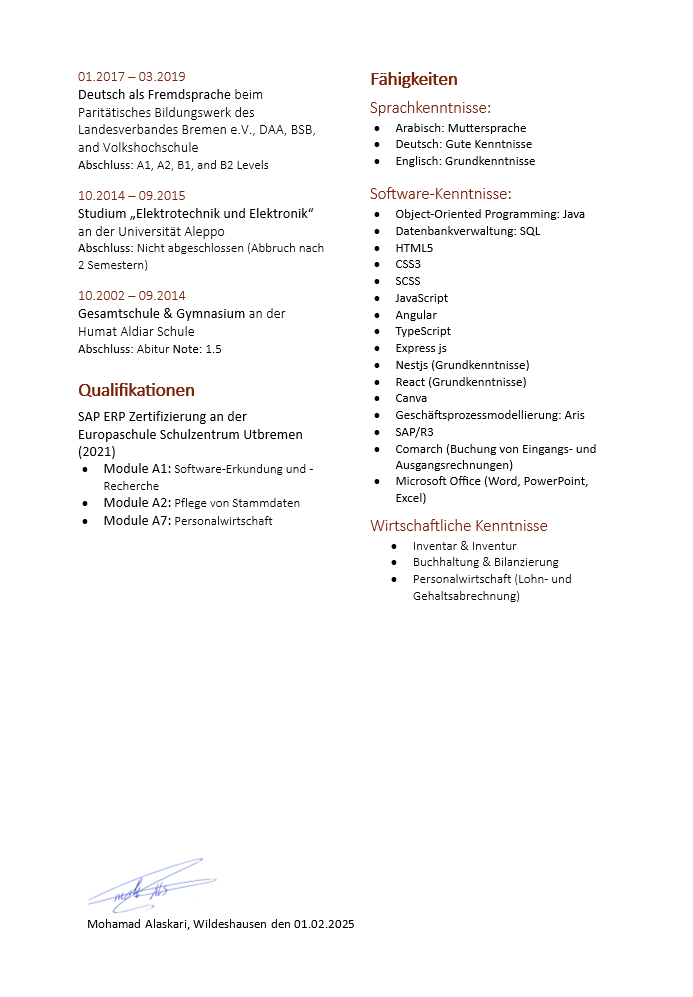 01.2017 – 03.2019
Deutsch als Fremdsprache beim
Paritätisches Bildungswerk des
Landesverbandes Bremen e.V., DAA, BSB,
and Volkshochschule
Abschluss: A1, A2, B1, and B2 Levels
10.2014 – 09.2015
Studium „Elektrotechnik und Elektronik“
an der Universität Aleppo
Abschluss: Nicht abgeschlossen (Abbruch nach
2 Semestern)
10.2002 – 09.2014
Gesamtschule & Gymnasium an der
Humat Aldiar Schule
Abschluss: Abitur Note: 1.5
Qualifikationen
SAP ERP Zertifizierung an der
Europaschule Schulzentrum Utbremen
(2021)
• Module A1: Software-Erkundung und -
Recherche
• Module A2: Pflege von Stammdaten
• Module A7: Personalwirtschaft
Fähigkeiten
Sprachkenntnisse:
• Arabisch: Muttersprache
• Deutsch: Gute Kenntnisse
• Englisch: Grundkenntnisse
Software-Kenntnisse:
• Object-Oriented Programming: Java
• Datenbankverwaltung: SQL
• HTML5
• CSS3
• SCSS
• JavaScript
• Angular
• TypeScript
• Express js
• Nestjs (Grundkenntnisse)
• React (Grundkenntnisse)
• Canva
• Geschäftsprozessmodellierung: Aris
• SAP/R3
• Comarch (Buchung von Eingangs- und
Ausgangsrechnungen)
• Microsoft Office (Word, PowerPoint,
Excel)
Wirtschaftliche Kenntnisse
• Inventar & Inventur
• Buchhaltung & Bilanzierung
• Personalwirtschaft (Lohn- und
Gehaltsabrechnung)
Mohamad Alaskari, Wildeshausen den 01.02.2025